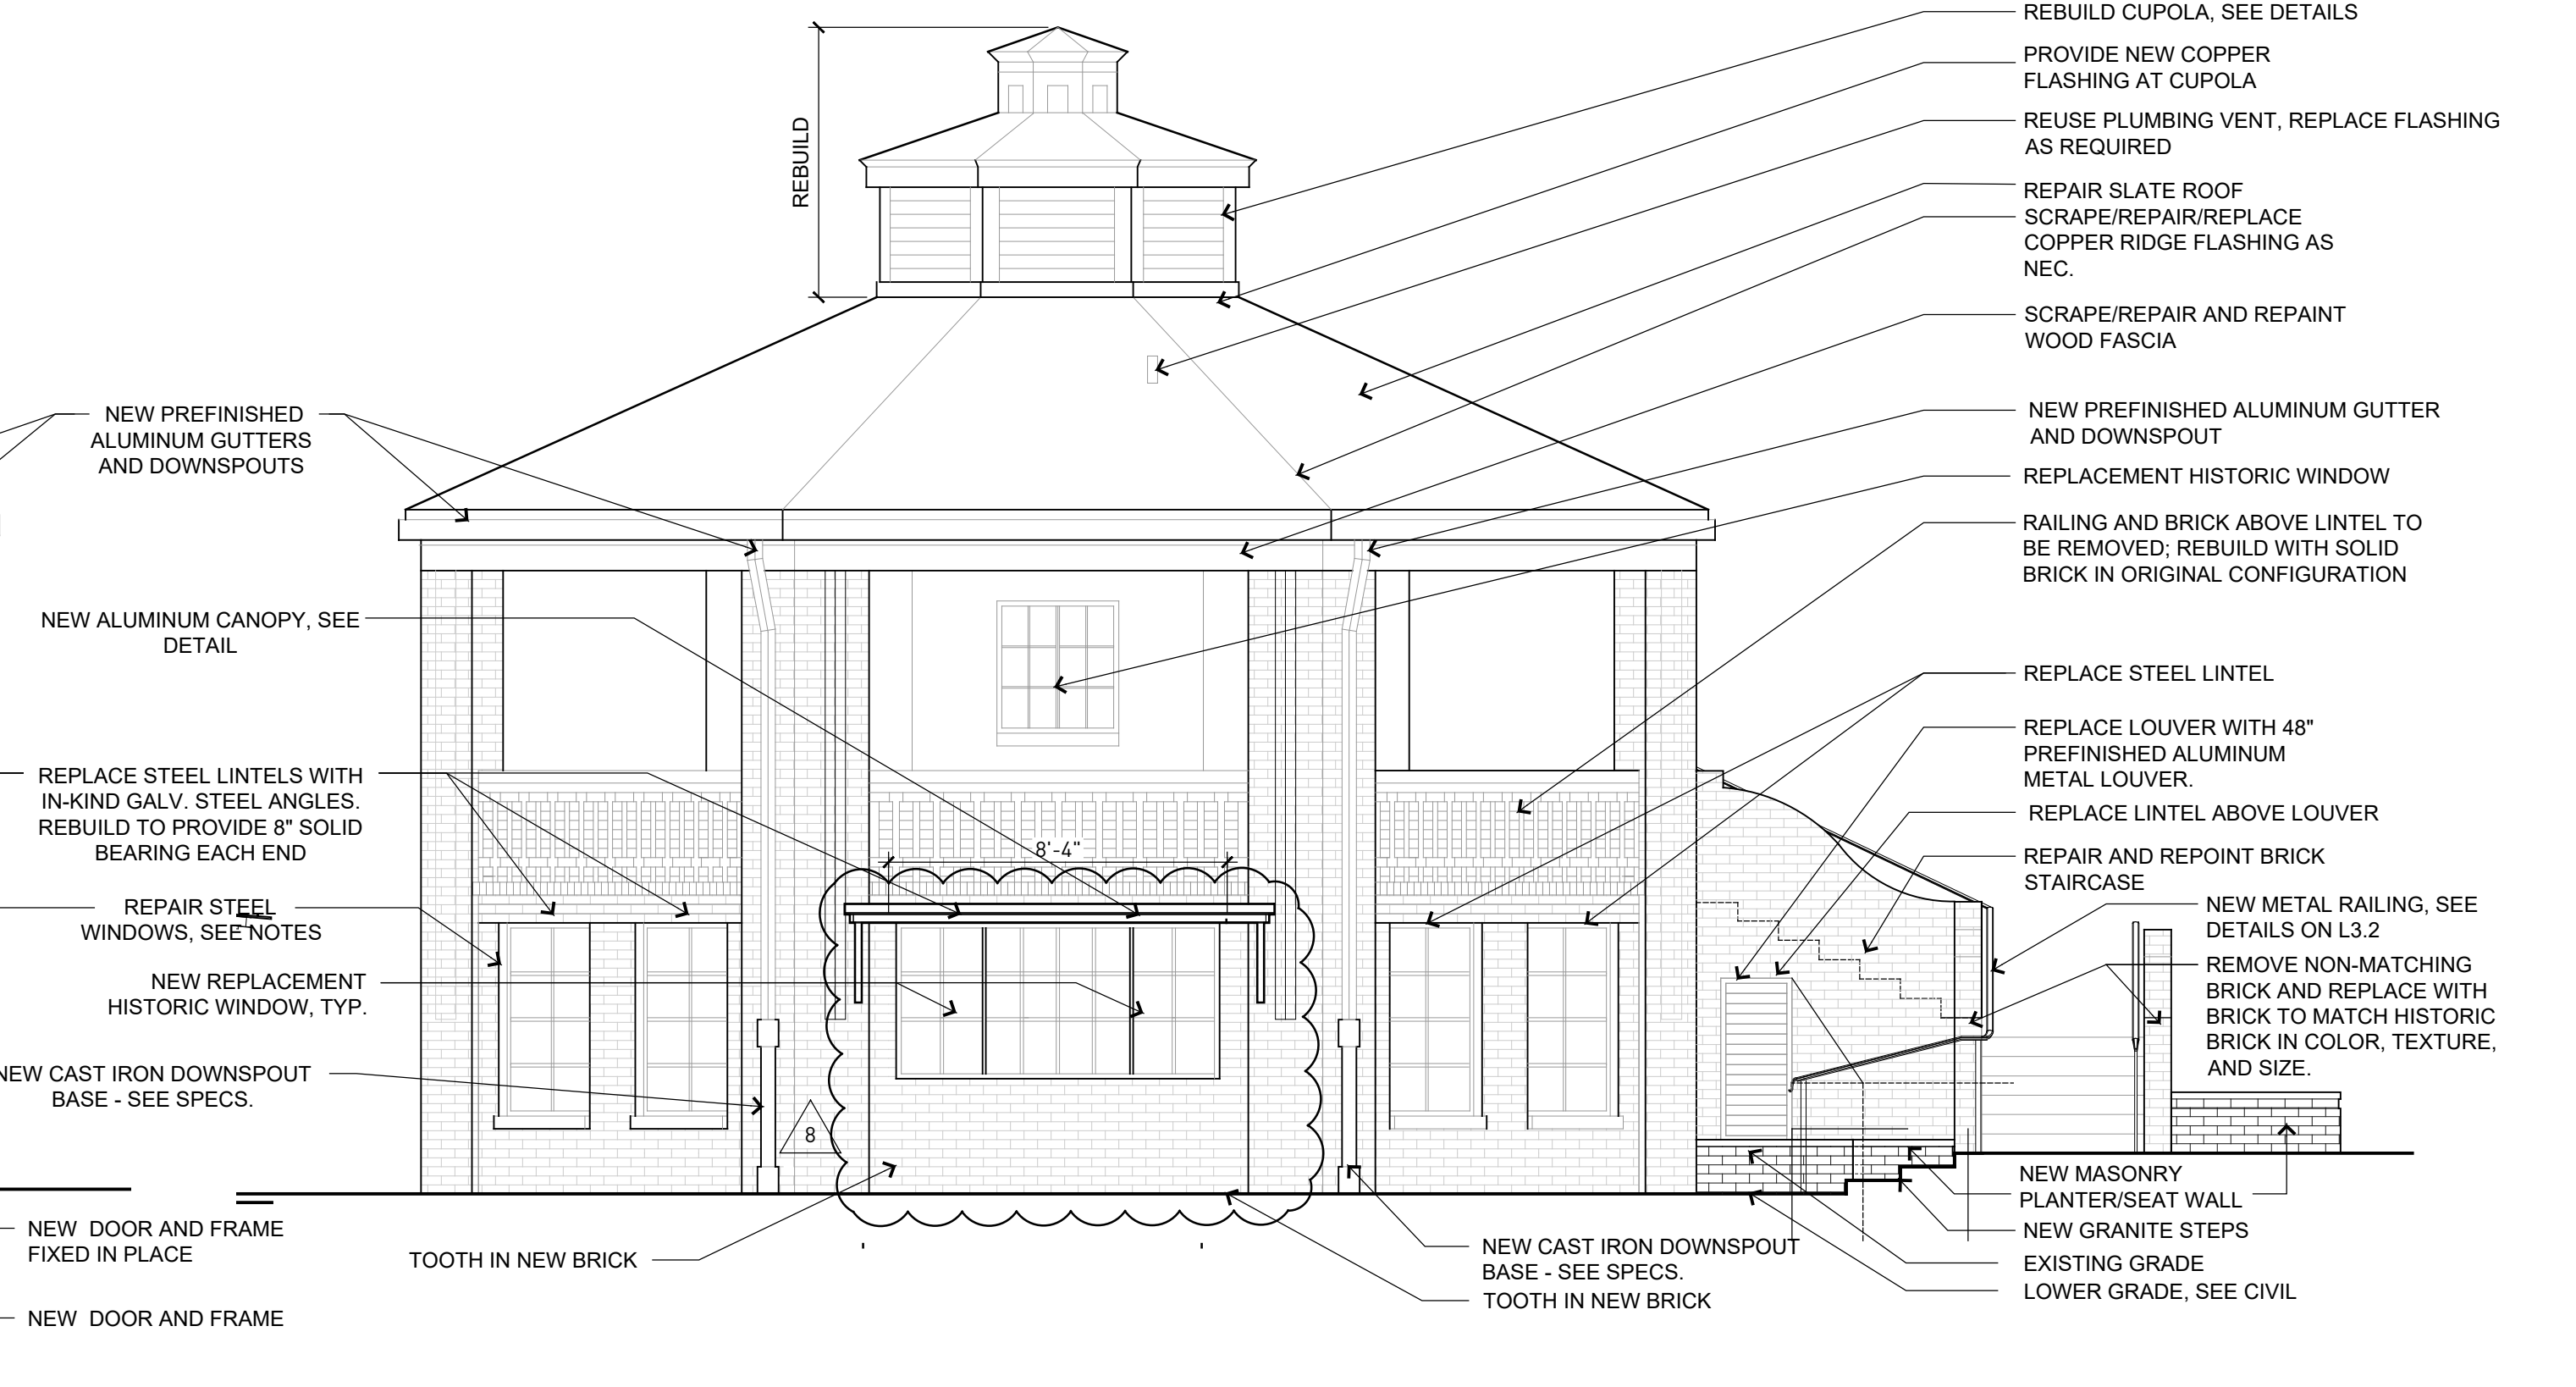 REBUILD CUPOLA, SEE DETAILS
PROVIDE NEW COPPER
FLASHING AT CUPOLA
REUSE PLUMBING VENT, REPLACE FLASHING
AS REQUIRED
REPAIR SLATE ROOF
SCRAPE/REPAIR/REPLACE
COPPER RIDGE FLASHING AS
NEC.
SCRAPE/REPAIR AND REPAINT
WOOD FASCIA
NEW PREFINISHED ALUMINUM GUTTER
AND DOWNSPOUT
REPLACEMENT HISTORIC WINDOW
RAILING AND BRICK ABOVE LINTEL TO
BE REMOVED; REBUILD WITH SOLID
BRICK IN ORIGINAL CONFIGURATION
REPLACE STEEL LINTEL
REPLACE LOUVER WITH 48"
PREFINISHED ALUMINUM
METAL LOUVER.
REPLACE LINTEL ABOVE LOUVER
REPAIR AND REPOINT BRICK
STAIRCASE
NEW METAL RAILING, SEE
DETAILS ON L3.2
REMOVE NON-MATCHING
BRICK AND REPLACE WITH
BRICK TO MATCH HISTORIC
BRICK IN COLOR, TEXTURE,
AND SIZE.
NEW MASONRY
PLANTER/SEAT WALL
NEW GRANITE STEPS
EXISTING GRADE
LOWER GRADE, SEE CIVIL
REBUILD
NEW PREFINISHED
ALUMINUM GUTTERS
AND DOWNSPOUTS
NEW ALUMINUM CANOPY, SEE
DETAIL
REPLACE STEEL LINTELS WITH
IN-KIND GALV. STEEL ANGLES.
REBUILD TO PROVIDE 8" SOLID
BEARING EACH END
REPAIR STEEL
WINDOWS, SEE NOTES
NEW REPLACEMENT
HISTORIC WINDOW, TYP.
NEW CAST IRON DOWNSPOUT
BASE - SEE SPECS.
8'-4"
8
NEW DOOR AND FRAME
FIXED IN PLACE
TOOTH IN NEW BRICK
NEW CAST IRON DOWNSPOUT
BASE - SEE SPECS.
TOOTH IN NEW BRICK
NEW DOOR AND FRAME